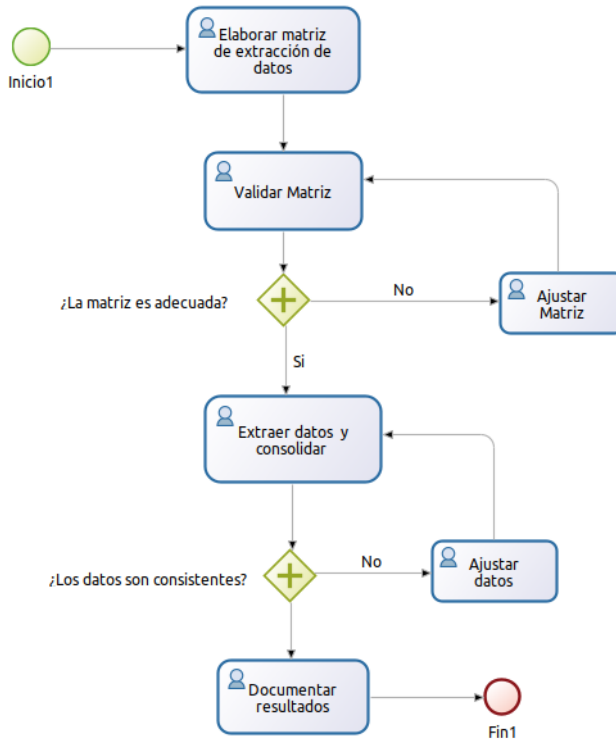 Elaborar matriz
de extracción de
datos
Inicio1
Validar Matriz
¿La matriz es adecuada?
No
Ajustar
Matriz
Si
Extraer datos y
consolidar
¿Los datos son consistentes?
No
Ajustar
datos
Documentar
resultados
Fin1